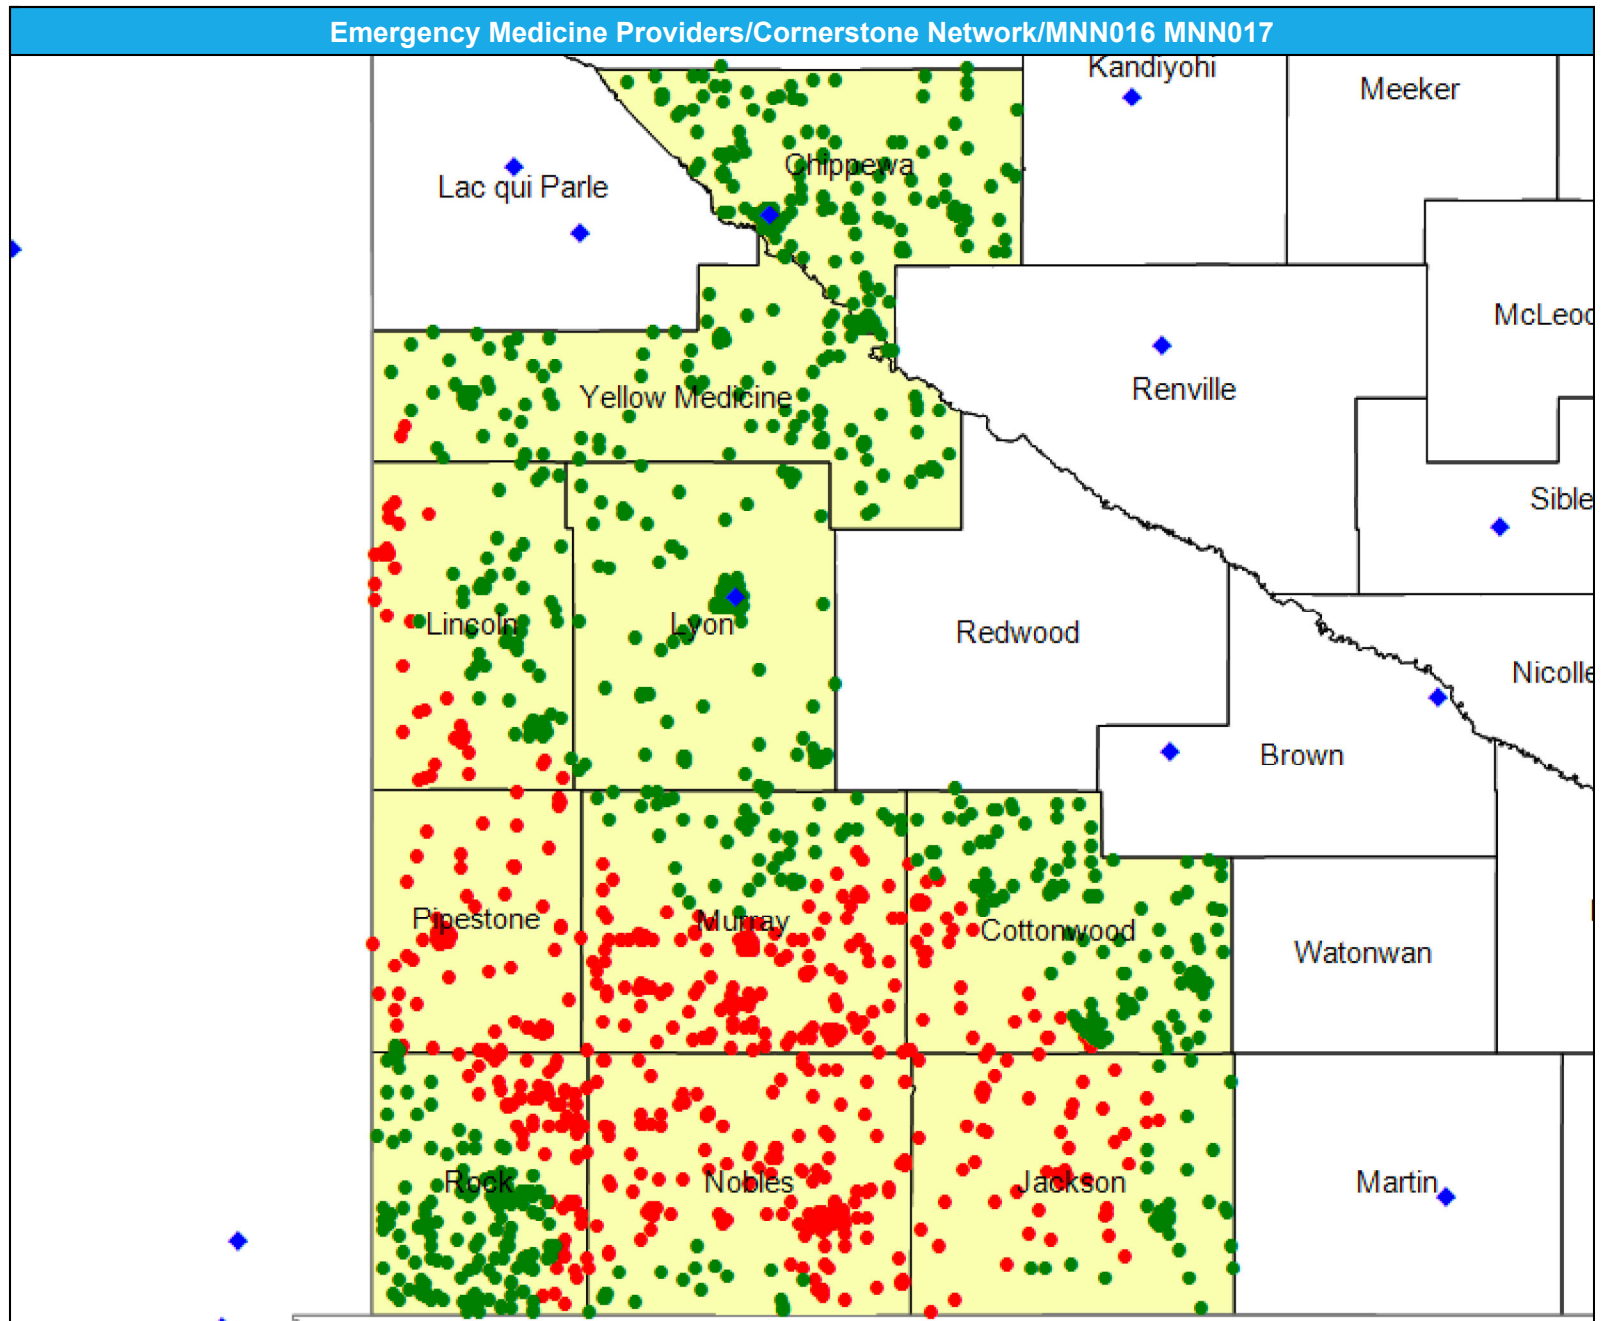 Emergency Medicine Providers/Cornerstone Network/MNN016 MNN017
Kandiyohi
Meeker
Chippewa
Lac qui Parle
McLeod
Renville
Yellow Medicine
Sible
Lincoln
Lyon
Redwood
Nicolle
Brown
Pipestone
Murray
Cottonwood
Watonwan
Rock
Nobles
Jackson
Martin